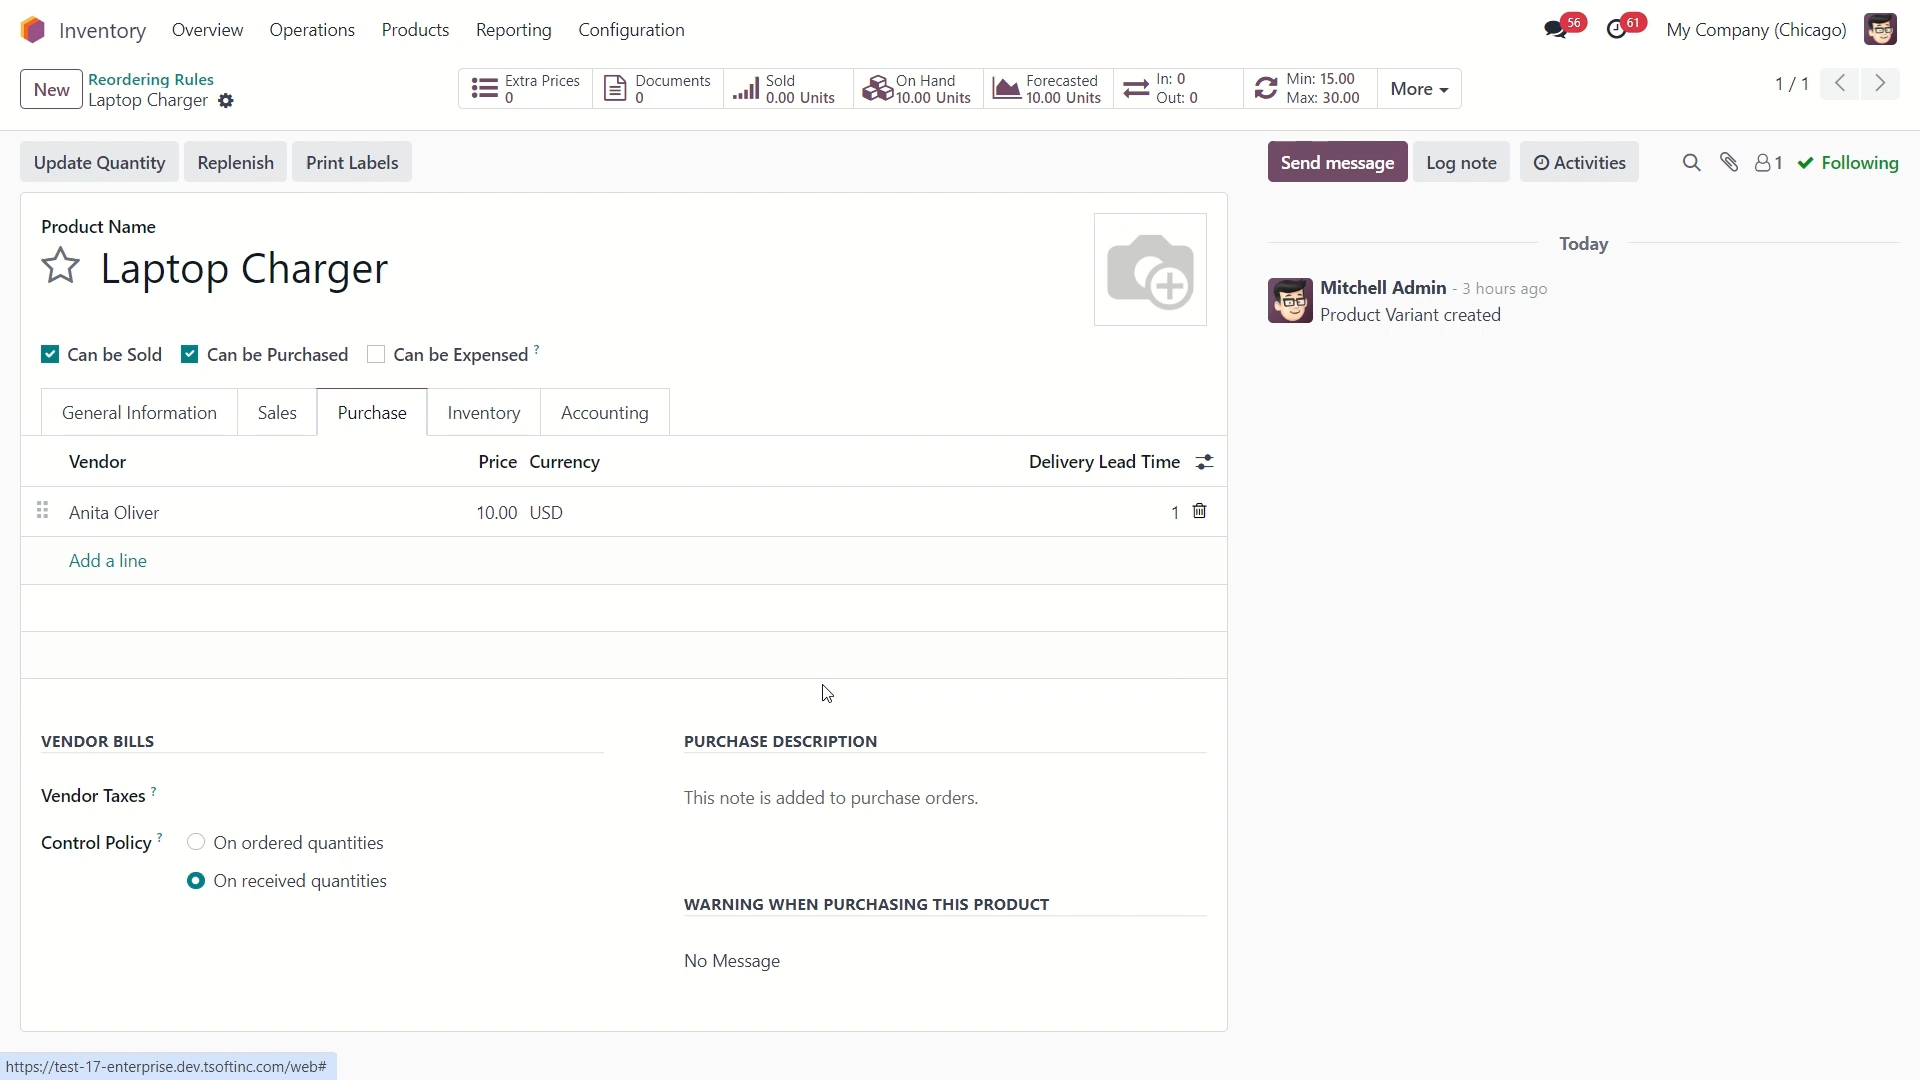 Inventory Overview Operations Products Reporting Configuration 56 61 My Company (Chicago)
New Reordering Rules
Laptop Charger
Extra Prices
0
Documents
0
Sold
0.00 Units
On Hand
10.00 Units
Forecasted
10.00 Units
In: 0
Out: 0
Min: 15.00
Max: 30.00
More
1 / 1
Update Quantity Replenish Print Labels
Send message Log note Activities 1 Following
Product Name
Laptop Charger
Can be Sold Can be Purchased Can be Expensed ?
General Information Sales Purchase Inventory Accounting
Vendor Price Currency Delivery Lead Time
Anita Oliver 10.00 USD 1
Add a line
VENDOR BILLS
Vendor Taxes ?
Control Policy ? On ordered quantities
On received quantities
PURCHASE DESCRIPTION
This note is added to purchase orders.
WARNING WHEN PURCHASING THIS PRODUCT
No Message
Today
Mitchell Admin - 3 hours ago
Product Variant created
https://test-17-enterprise.dev.tsoftinc.com/web#